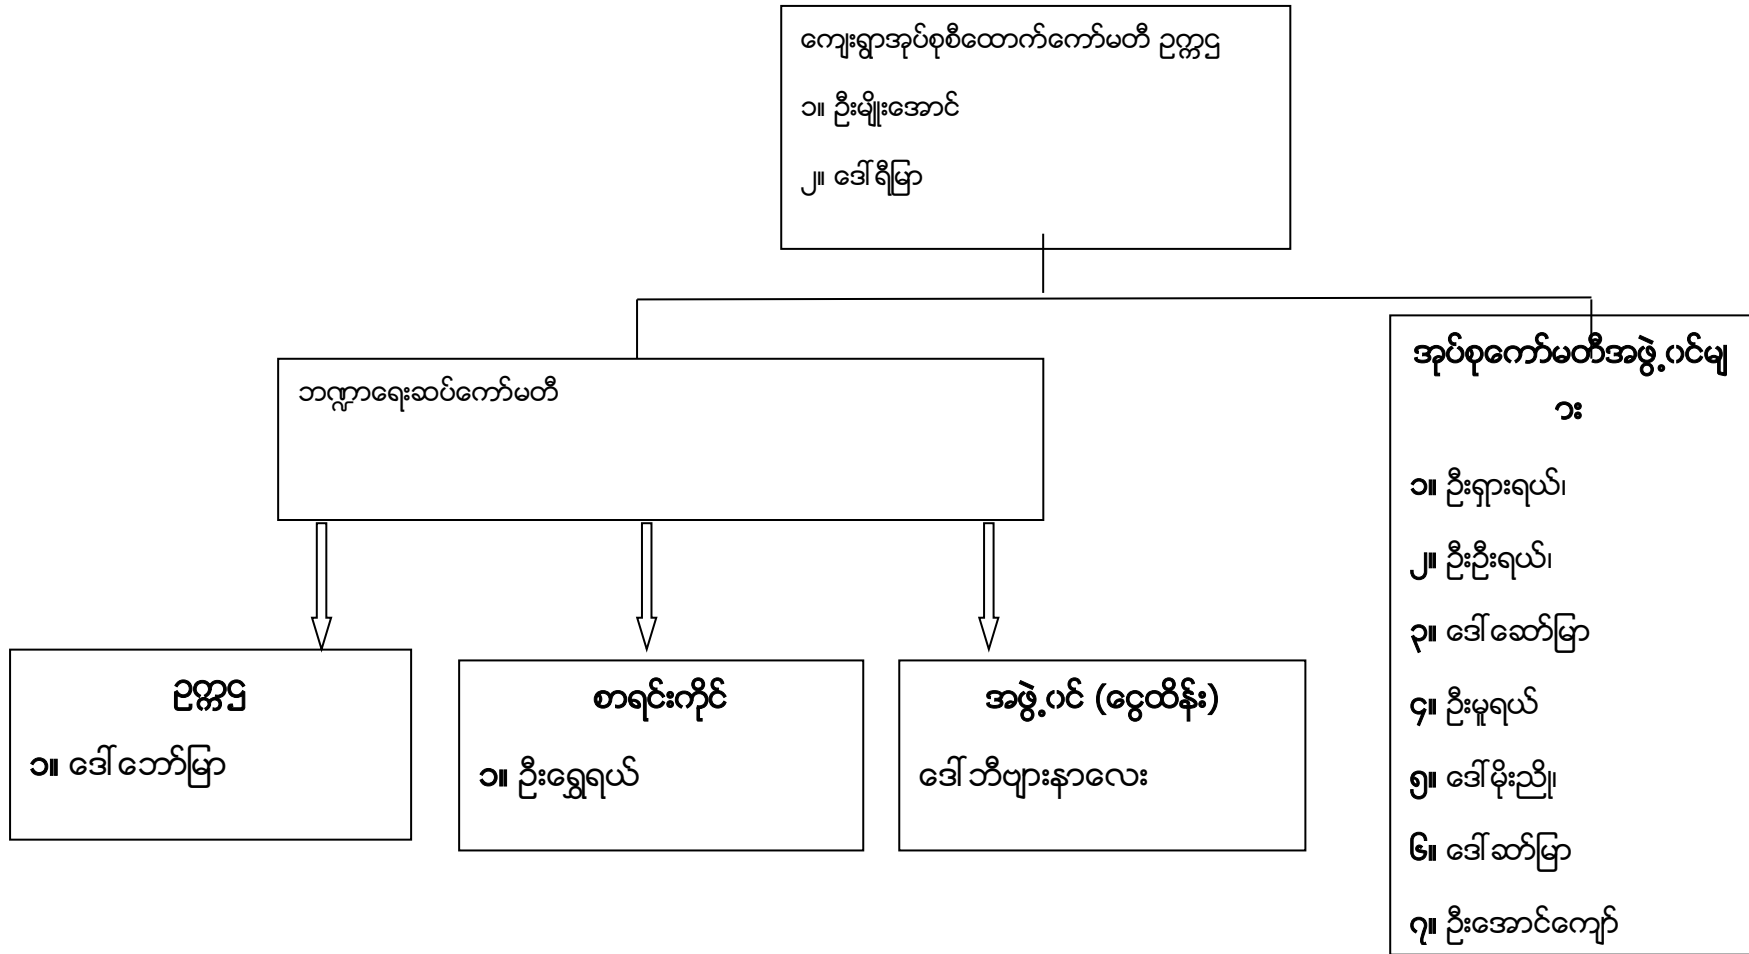 ကျေးရွာအုပ်စုစီထောက်ကော်မတီ ဥက္ကဌ
၁။ ဦးမျိုးအောင်
၂။ ဒေါ်ရီမြာ
ဘဏ္ဍာရေးဆပ်ကော်မတီ
ဥက္ကဌ
၁။ ဒေါ်ဘော်မြာ
စာရင်းကိုင်
၁။ ဦးရွှေရယ်
အဖွဲ့ဝင် (ငွေထိန်း)
ဒေါ်ဘီဗျားနာလေး
အုပ်စုကော်မတီအဖွဲ့ဝင်မျ
ား
၁။ ဦးရှားရယ်၊
၂။ ဦးဦးရယ်၊
၃။ ဒေါ်ဆော်မြာ
၄။ ဦးမူရယ်
၅။ ဒေါ်မိုးညို၊
၆။ ဒေါ်ဆာ်မြာ
၇။ ဦးအောင်ကျော်